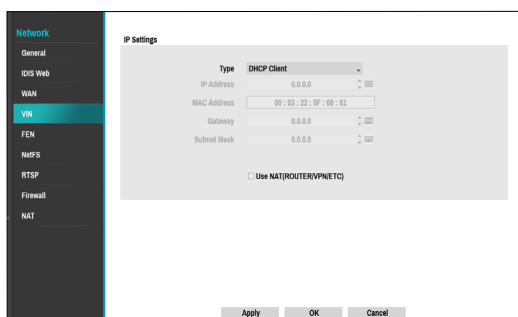 Network
General
IDIS Web
WAN
VIN
FEN
NetFS
RTSP
Firewall
NAT
IP Settings
Type DHCP Client
IP Address 0.0.0.0
MAC Address 00 : 03 : 22 : 5F : 68 : 51
Gateway 0.0.0.0
Subnet Mask 0.0.0.0
Use NAT(ROUTER/VPN/ETC)
Apply OK Cancel